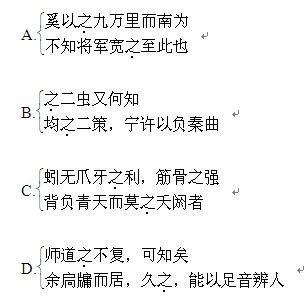 A. 奚以之九万里而南为
不知将军宽之至此也
B. 之二虫又何知
均之二策，宁许以负秦曲
C. 蚓无爪牙之利，筋骨之强
背负青天而莫之夭阏者
D. 师道之不复，可知矣
余扃牖而居，久之，能以足音辨人